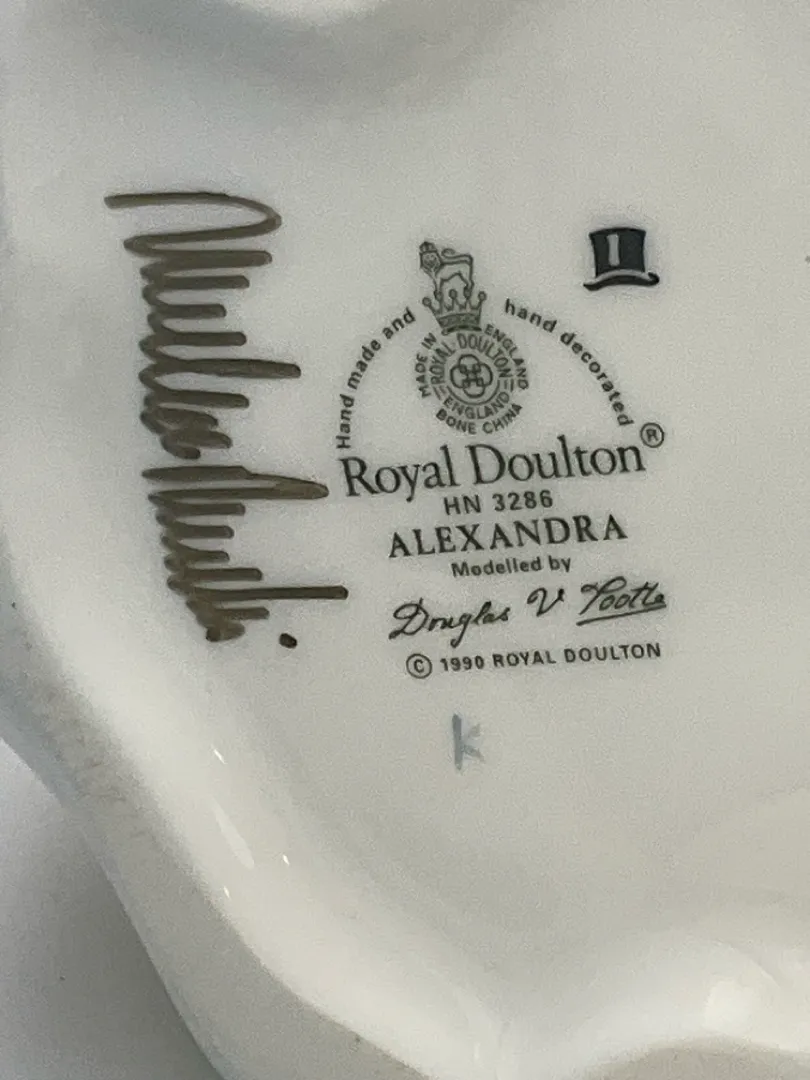 1
Hand made and hand decorated
MADE IN ENGLAND
ROYAL DOULTON
ENGLAND
BONE CHINA
Royal Doulton®
HN 3286
ALEXANDRA
Modelled by
Douglas V Tootle
© 1990 ROYAL DOULTON
k